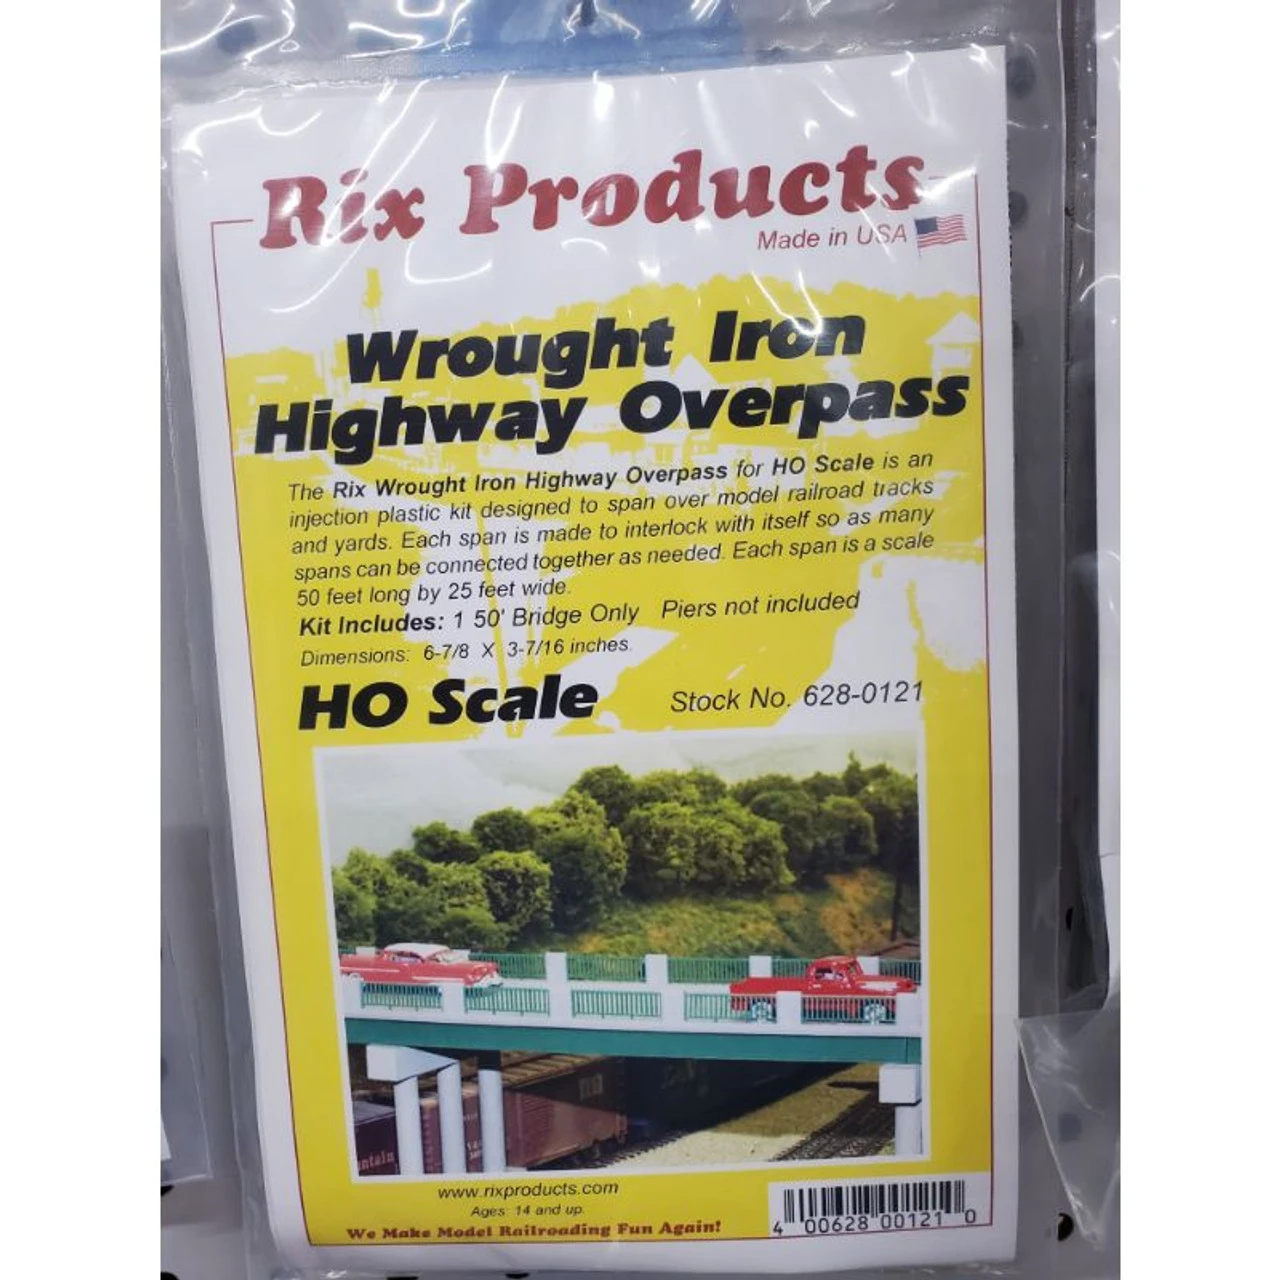 Rix Products
Made in USA
Wrought Iron
Highway Overpass
The Rix Wrought Iron Highway Overpass for HO Scale is an
injection plastic kit designed to span over model railroad tracks
and yards. Each span is made to interlock with itself so as many
spans can be connected together as needed. Each span is a scale
50 feet long by 25 feet wide.
Kit Includes: 1 50' Bridge Only Piers not included
Dimensions: 6-7/8 X 3-7/16 inches.
HO Scale
Stock No. 628-0121
ntain
www.rixproducts.com
Ages: 14 and up.
We Make Model Railroading Fun Again!
4 00628 00121 0